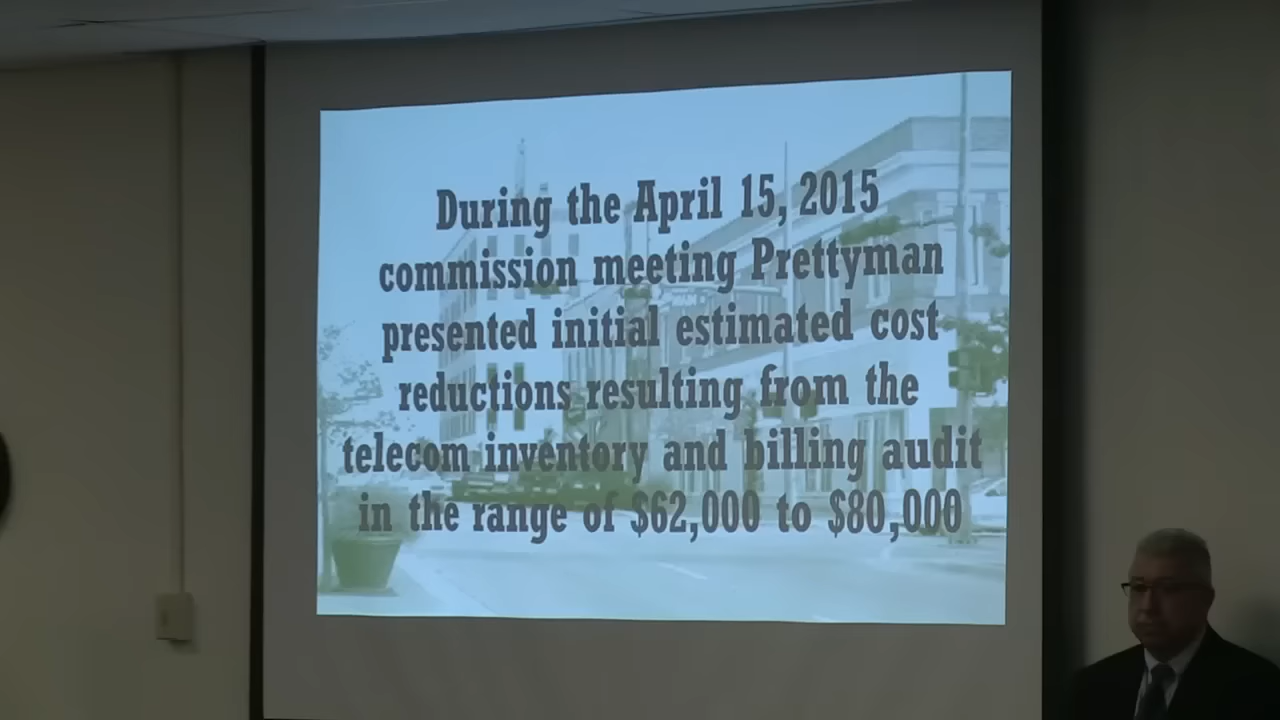 During the April 15, 2015
commission meeting Prettyman
presented initial estimated cost
reductions resulting from the
telecom inventory and billing audit
in the range of $62,000 to $80,000